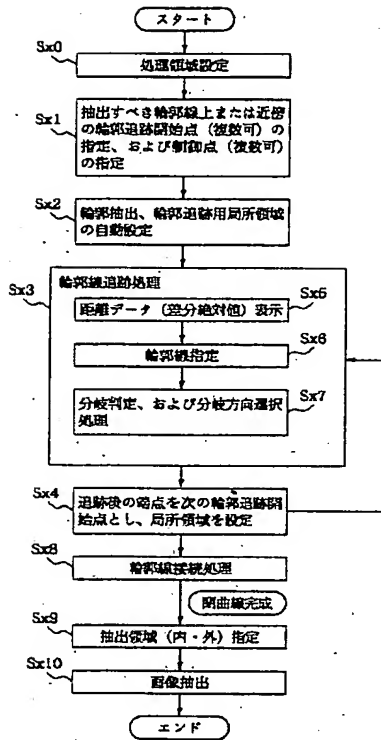 スタート
Sx0
処理領域設定
Sx1
抽出すべき輪郭線上または近傍
の輪郭追跡開始点（複数可）の
指定、および制御点（複数可）
の指定
Sx2
輪郭抽出、輪郭追跡用局所領域
の自動設定
Sx3
輪郭線追跡処理
Sx5
距離データ（差分絶対値）表示
Sx6
輪郭線指定
Sx7
分岐判定、および分岐方向選択
処理
Sx4
追跡後の端点を次の輪郭追跡開
始点とし、局所領域を設定
Sx8
輪郭線接続処理
閉曲線完成
Sx9
抽出領域（内・外）指定
Sx10
画像抽出
エンド